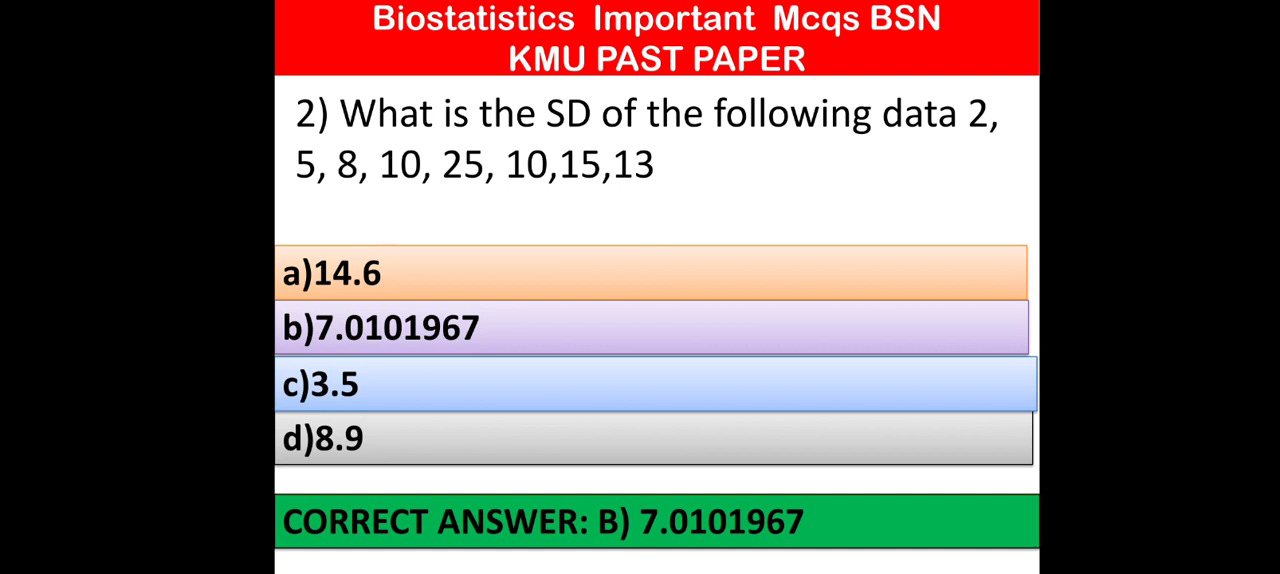 Biostatistics Important Mcqs BSN
KMU PAST PAPER
2) What is the SD of the following data 2,
5, 8, 10, 25, 10,15,13
a)14.6
b)7.0101967
c)3.5
d)8.9
CORRECT ANSWER: B) 7.0101967